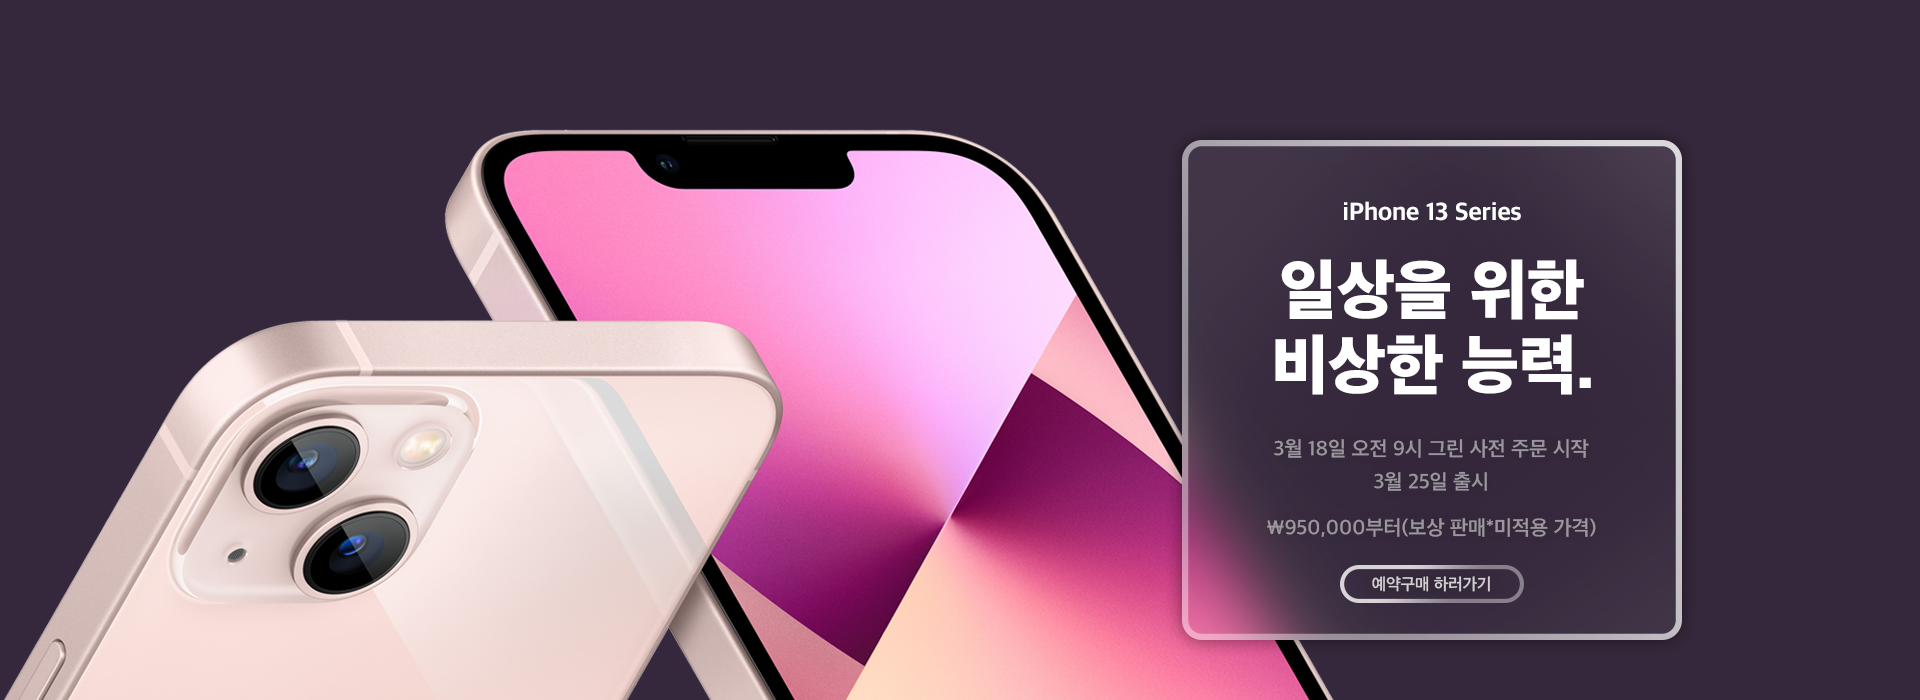 iPhone 13 Series
일상을 위한
비상한 능력.
3월 18일 오전 9시 그린 사전 주문 시작
3월 25일 출시
₩950,000부터(보상 판매*미적용 가격)
예약구매 하러가기